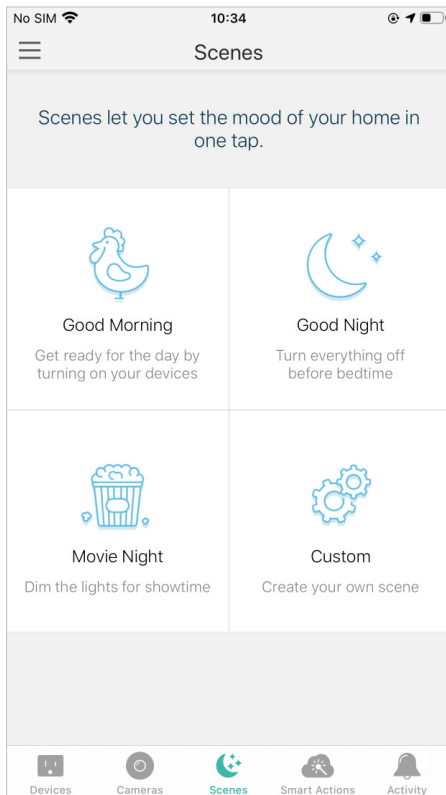 No SIM 10:34
Scenes
Scenes let you set the mood of your home in
one tap.
Good Morning
Get ready for the day by
turning on your devices
Good Night
Turn everything off
before bedtime
Movie Night
Dim the lights for showtime
Custom
Create your own scene
Devices Cameras Scenes Smart Actions Activity